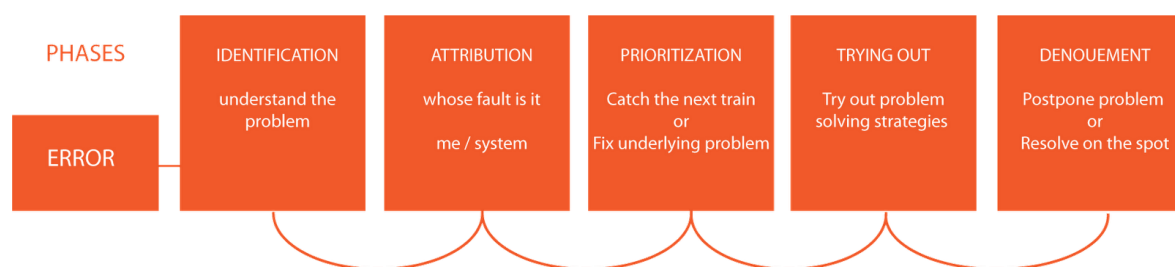 PHASES
ERROR
IDENTIFICATION
understand the
problem
ATTRIBUTION
whose fault is it
me / system
PRIORITIZATION
Catch the next train
or
Fix underlying problem
TRYING OUT
Try out problem
solving strategies
DENOUEMENT
Postpone problem
or
Resolve on the spot